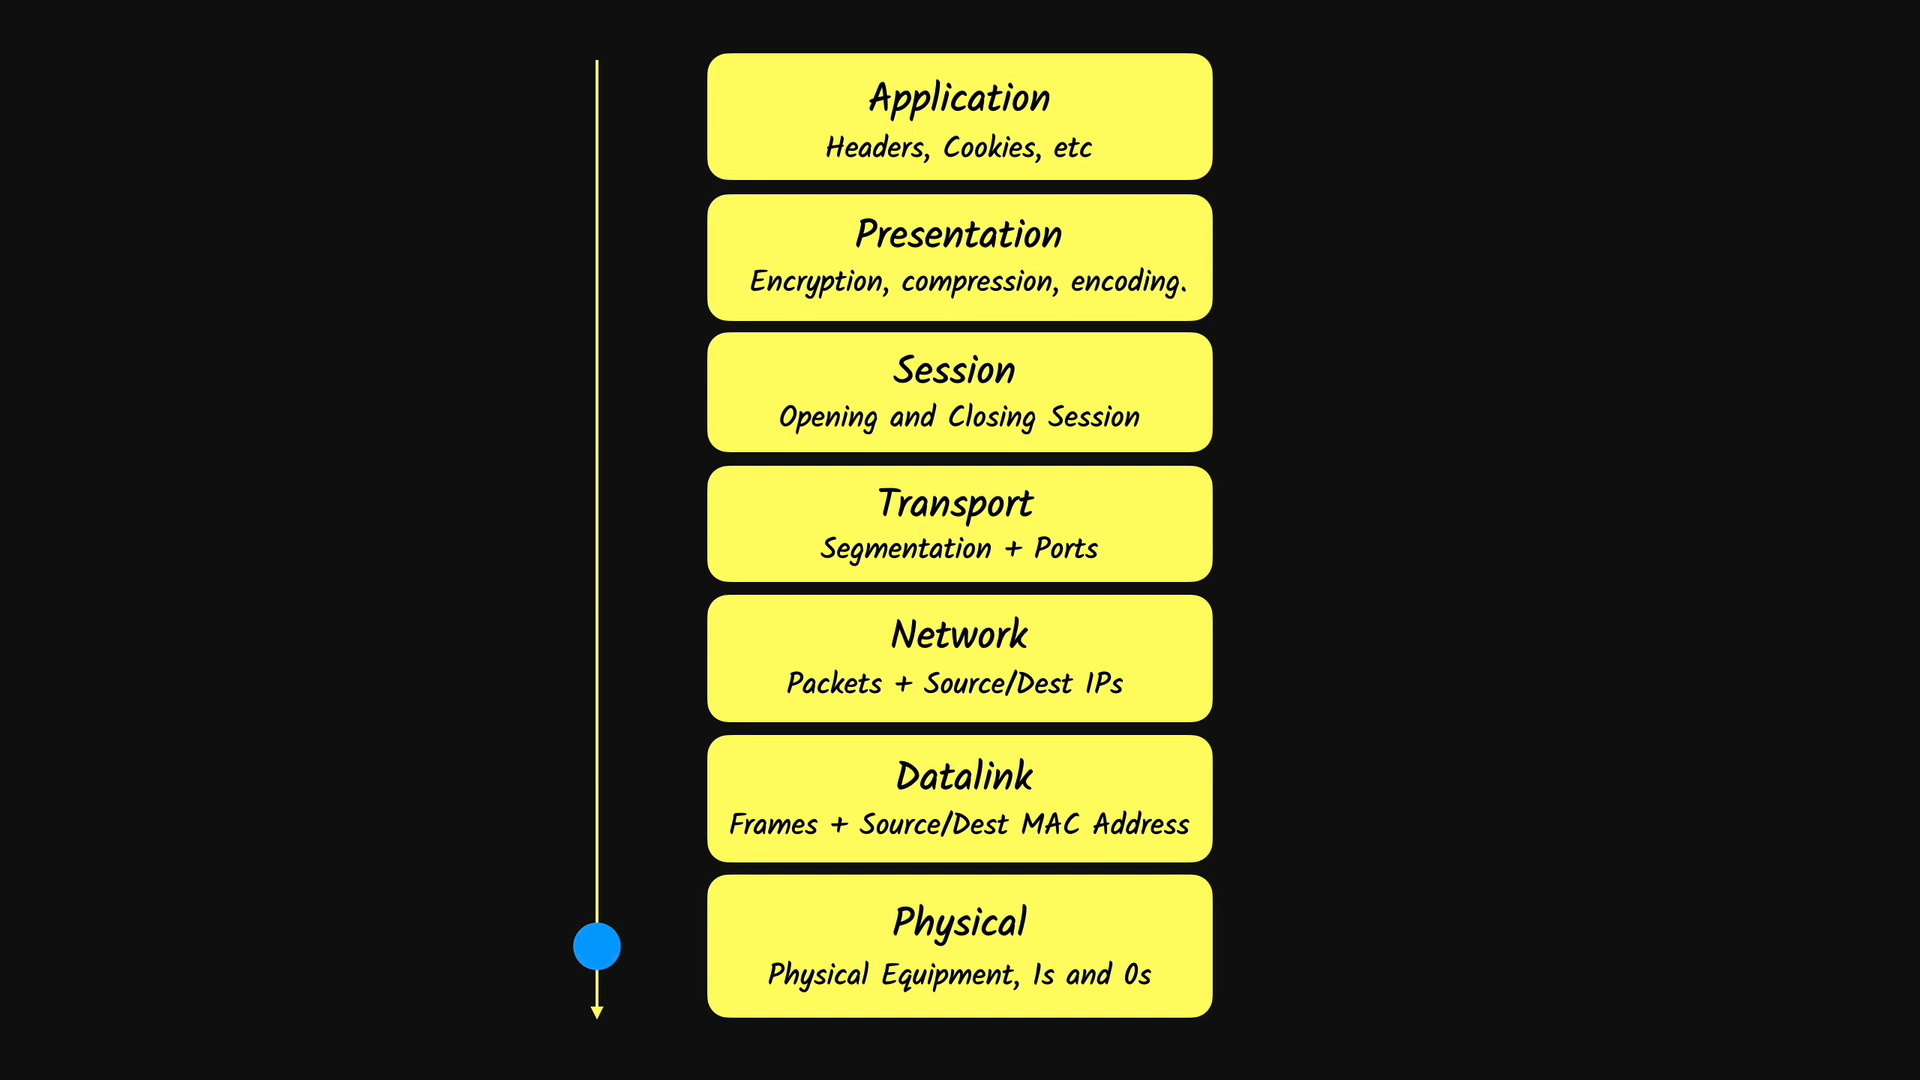 Application
Headers, Cookies, etc
Presentation
Encryption, compression, encoding.
Session
Opening and Closing Session
Transport
Segmentation + Ports
Network
Packets + Source/Dest IPs
Datalink
Frames + Source/Dest MAC Address
Physical
Physical Equipment, 1s and 0s